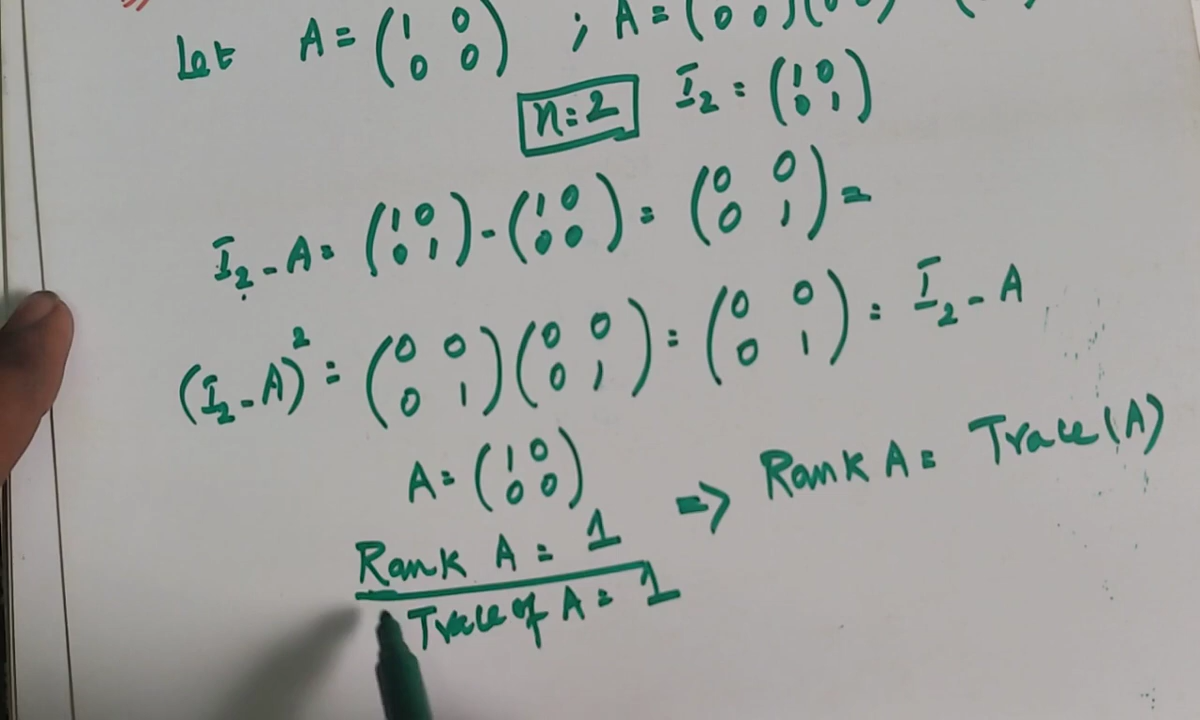 Let A = (1 0 0 0) ; A = (0 0)(
n=2 I₂ = (1 0 0 1)
I₂ - A = (1 0 0 1) - (1 0 0 0) = (0 0 0 1) =
(I₂ - A)² = (0 0 0 1)(0 0 0 1) = (0 0 0 1) = I₂ - A
A = (1 0 0 0)
Rank A = 1 => Rank A = Trace(A)
Trace of A = 1